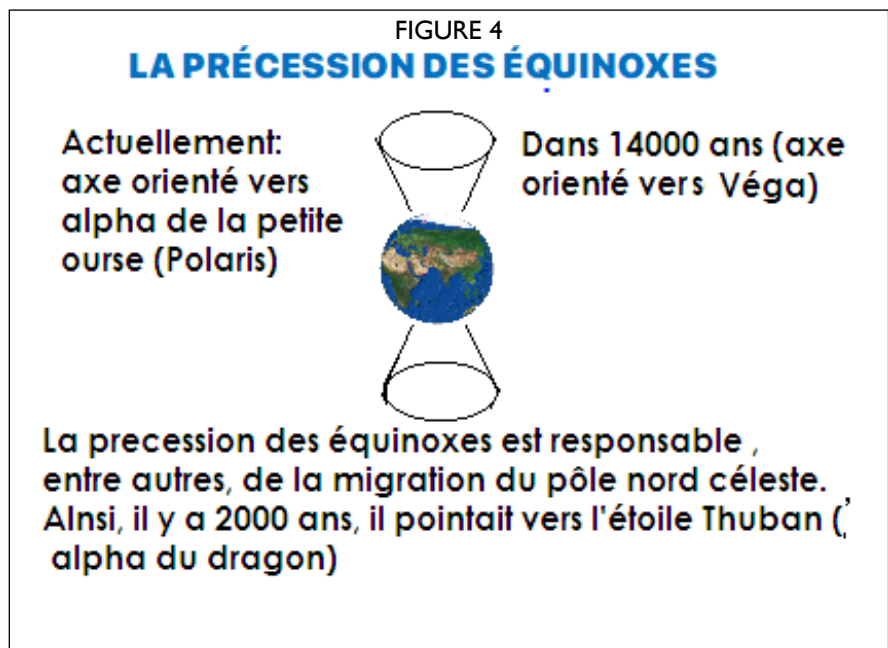 FIGURE 4
LA PRÉCESSION DES ÉQUINOXES
Actuellement:
axe orienté vers
alpha de la petite
ourse (Polaris)
Dans 14000 ans (axe
orienté vers Véga)
La precession des équinoxes est responsable ,
entre autres, de la migration du pôle nord céleste.
AInsi, il y a 2000 ans, il pointait vers l'étoile Thuban (
alpha du dragon)